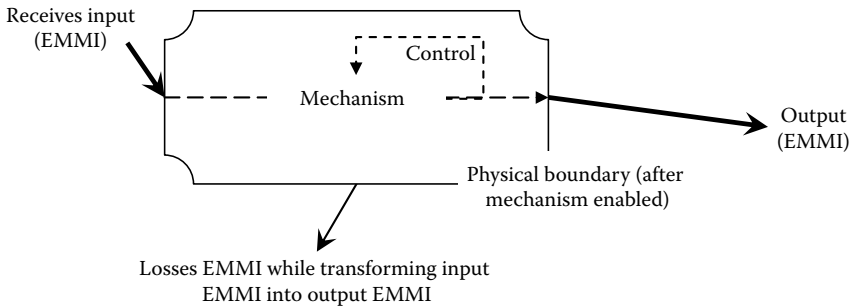 Receives input
(EMMI)
Control
Mechanism
Output
(EMMI)
Physical boundary (after
mechanism enabled)
Losses EMMI while transforming input
EMMI into output EMMI